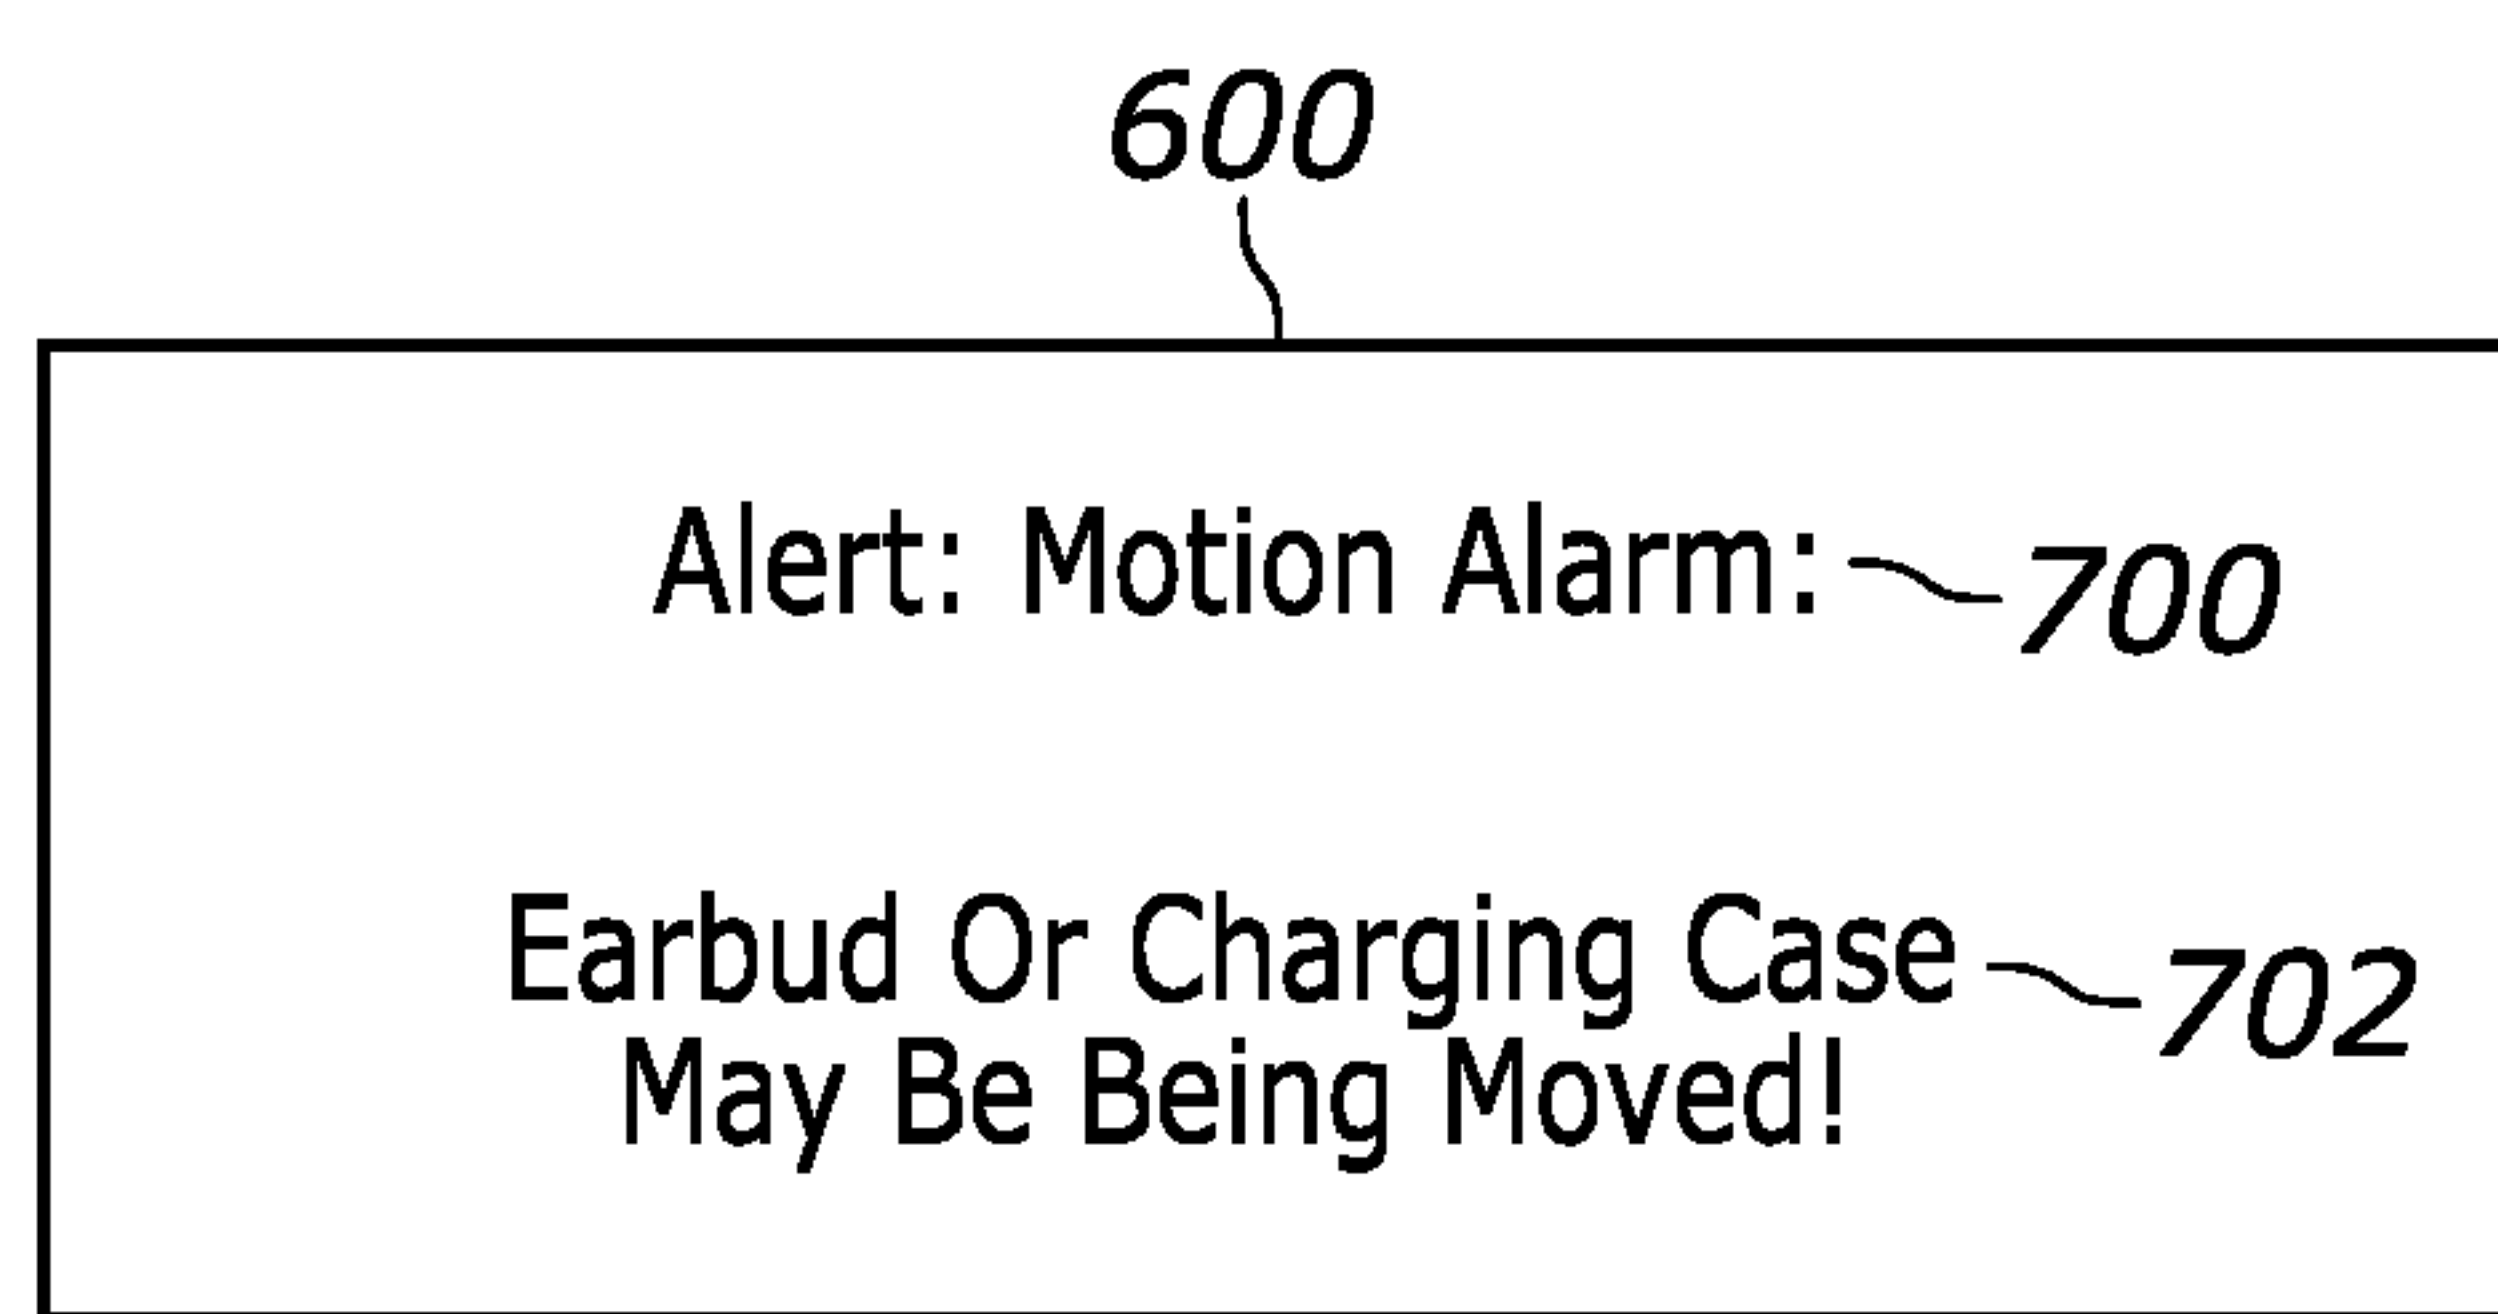 600
Alert: Motion Alarm:
700
Earbud Or Charging Case
702
May Be Being Moved!